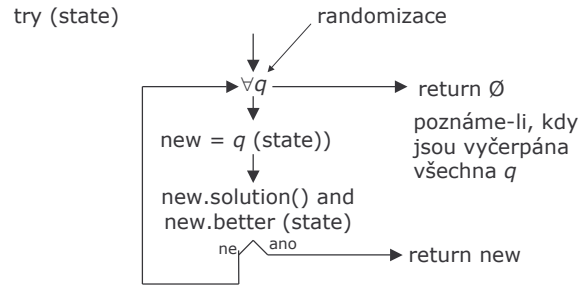 try (state)
randomizace
∀q
return Ø
new = q (state))
poznáme-li, kdy
jsou vyčerpána
všechna q
new.solution() and
new.better (state)
ne
ano
return new